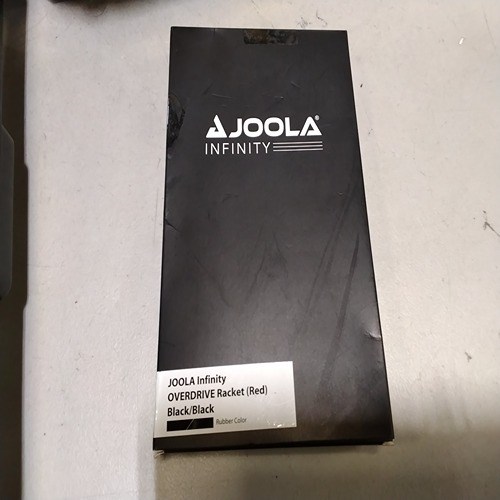 JOOLA®
INFINITY
JOOLA Infinity
OVERDRIVE Racket (Red)
Black/Black
Rubber Color